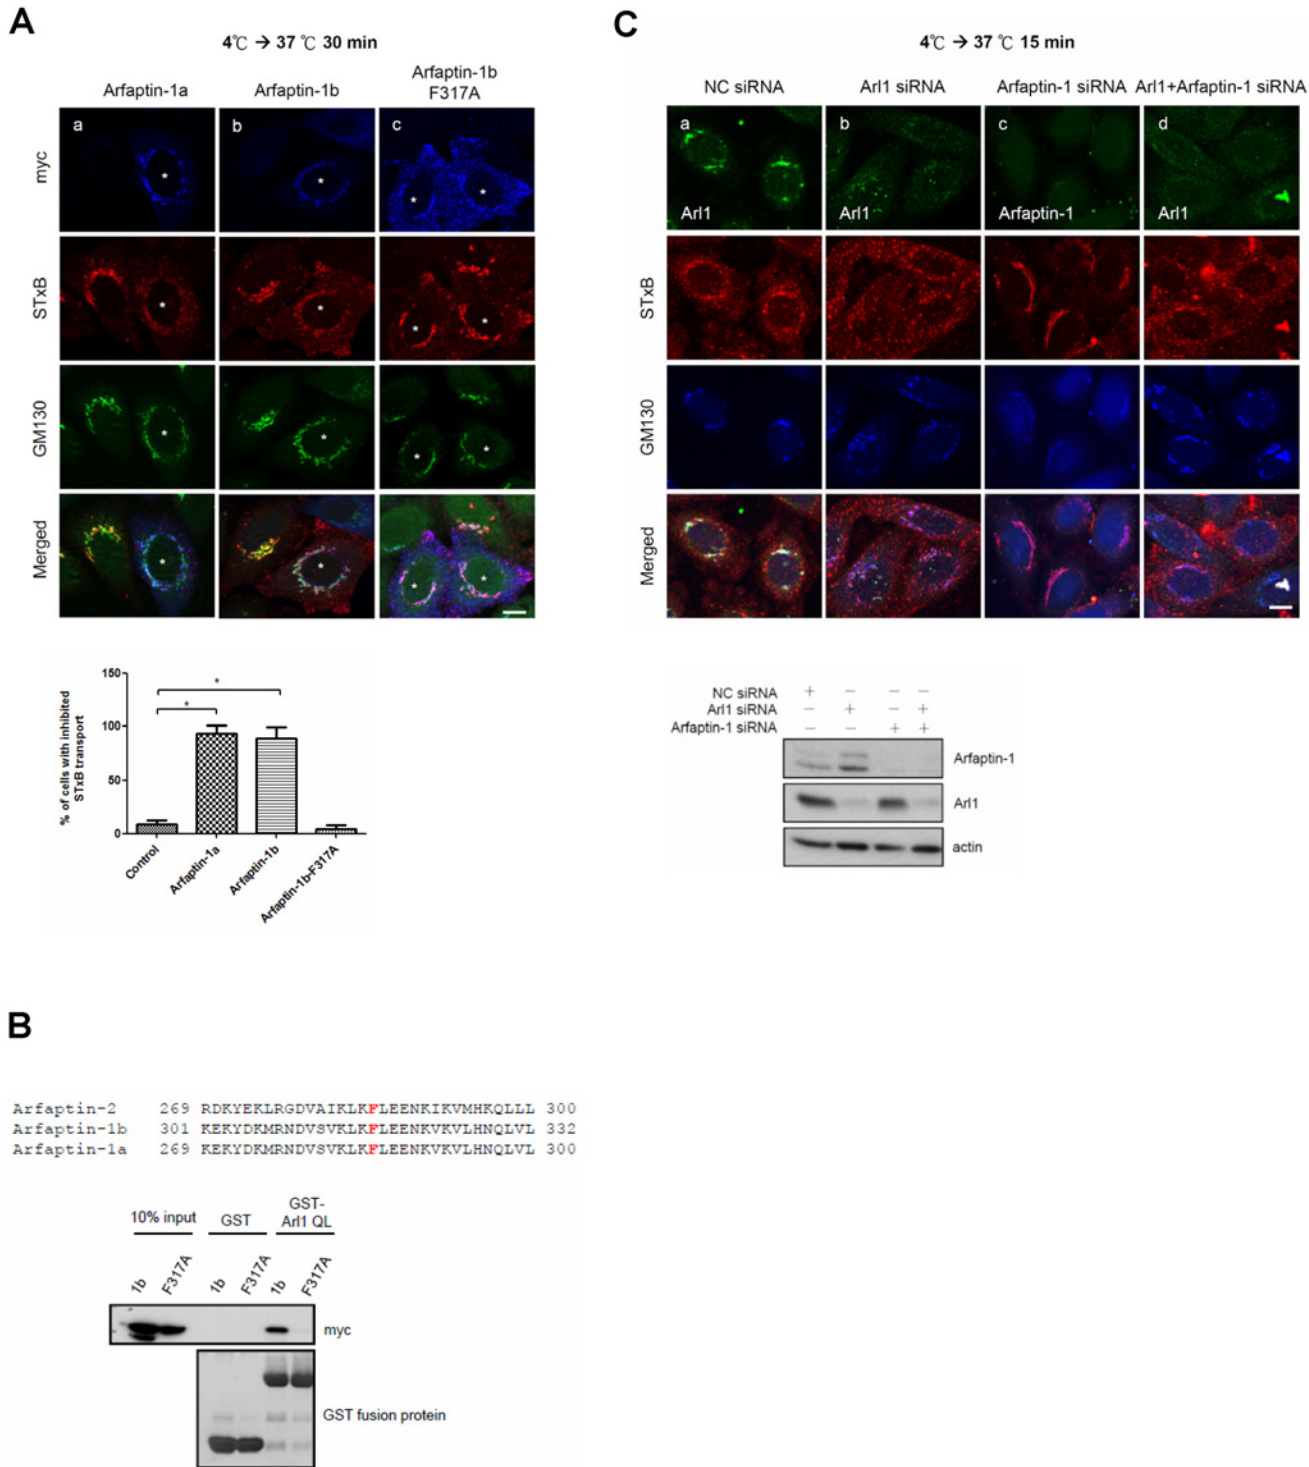 A
4℃ → 37 ℃ 30 min
Arfaptin-1a
Arfaptin-1b
Arfaptin-1b
F317A
a
b
c
myc
*
*
*
*
STxB
*
*
*
*
GM130
*
*
*
*
Merged
*
*
*
*
% of cells with inhibited
STxB transport
150
100
50
0
*
*
Control
Arfaptin-1a
Arfaptin-1b
Arfaptin-1b-F317A
B
Arfaptin-2 269 RDKYEKLRGDVAIKLKFLEENKIKVMHKQLLL 300
Arfaptin-1b 301 KEKYDKMRNDVSVKLKFLEENKVKVLHNQLVL 332
Arfaptin-1a 269 KEKYDKMRNDVSVKLKFLEENKVKVLHNQLVL 300
10% input
GST
GST-
Arl1 QL
1b
F317A
1b
F317A
1b
F317A
myc
GST fusion protein
C
4℃ → 37 ℃ 15 min
NC siRNA
Arl1 siRNA
Arfaptin-1 siRNA
Arl1+Arfaptin-1 siRNA
a
b
c
d
Arl1
Arl1
Arfaptin-1
Arl1
STxB
GM130
Merged
NC siRNA + − − −
Arl1 siRNA − + − +
Arfaptin-1 siRNA − − + +
Arfaptin-1
Arl1
actin